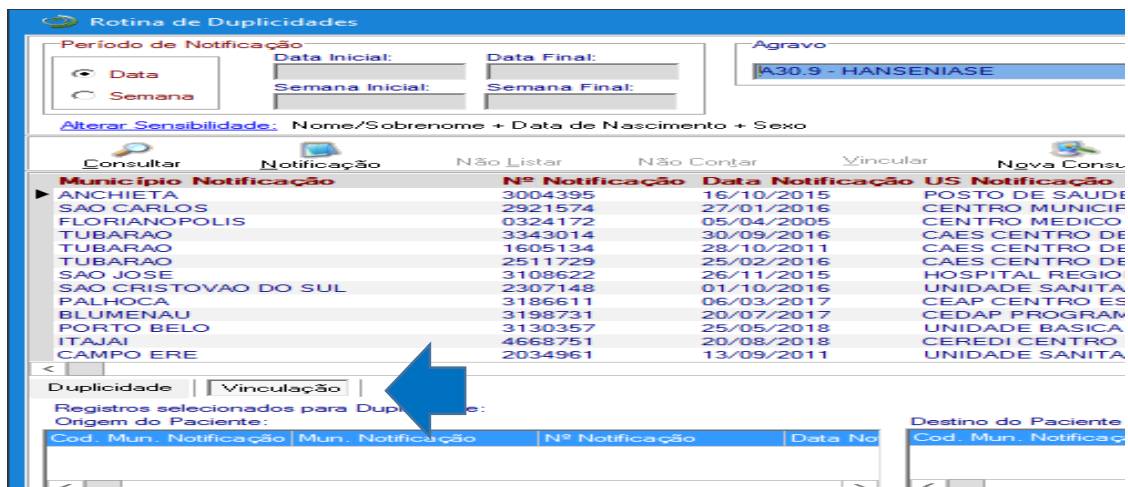 Rotina de Duplicidades
Período de Notificação
Agravo
Data Inicial: Data Final:
Data
A30.9 - HANSENIASE
Semana Inicial: Semana Final:
Semana
Alterar Sensibilidade: Nome/Sobrenome + Data de Nascimento + Sexo
Consultar Notificação Não Listar Não Contar Vincular Nova Consu
Município Notificação Nº Notificação Data Notificação US Notificação
ANCHIETA 3004395 16/10/2015 POSTO DE SAUDE
SAO CARLOS 2921574 27/01/2016 CENTRO MUNICIP
FLORIANOPOLIS 0324172 05/04/2005 CENTRO MEDICO
TUBARAO 3343014 30/09/2016 CAES CENTRO DE
TUBARAO 1605134 28/10/2011 CAES CENTRO DE
TUBARAO 2511729 25/02/2016 CAES CENTRO DE
SAO JOSE 3108622 26/11/2015 HOSPITAL REGIO
SAO CRISTOVAO DO SUL 2307148 01/10/2016 UNIDADE SANITA
PALHOCA 3186611 06/03/2017 CEAP CENTRO ES
BLUMENAU 3198731 20/07/2017 CEDAP PROGRAM
PORTO BELO 3130357 25/05/2018 UNIDADE BASICA
ITAJAI 4668751 20/08/2018 CEREDI CENTRO
CAMPO ERE 2034961 13/09/2011 UNIDADE SANITA
Duplicidade Vinculação
Registros selecionados para Dup e:
Origem do Paciente: Destino do Paciente
Cod. Mun. Notificação Mun. Notificação Nº Notificação Data No Cod. Mun. Notificaç